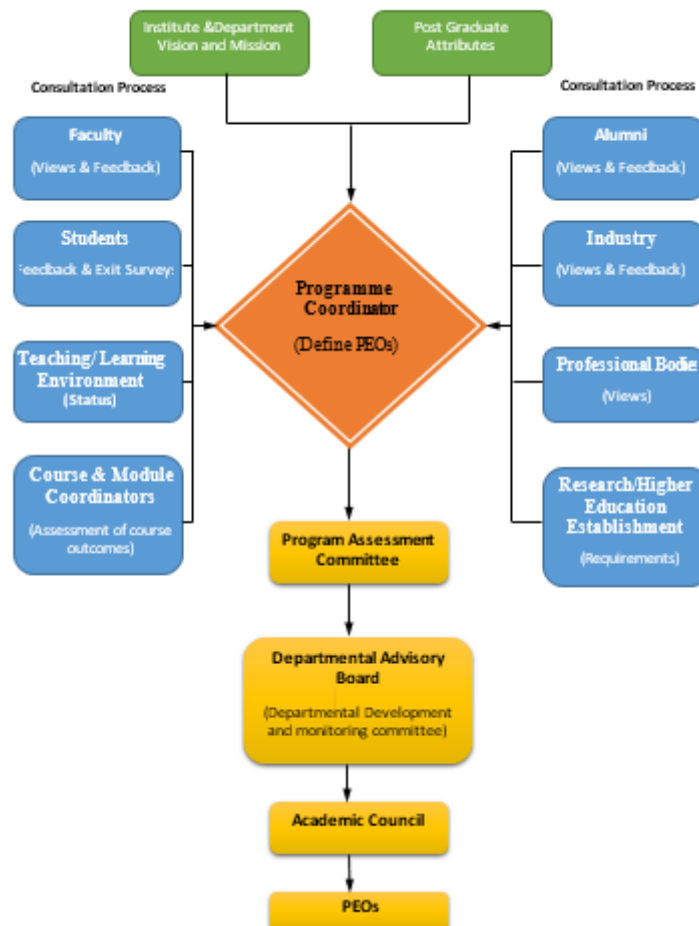 Institute &Department
Vision and Mission
Post Graduate
Attributes
Consultation Process
Consultation Process
Faculty
(Views & Feedback)
Students
Feedback & Exit Surveys
Teaching/Learning
Environment
(Status)
Course & Module
Coordinators
(Assessment of course
outcomes)
Programme
Coordinator
(Define PEOs)
Alumni
(Views & Feedback)
Industry
(Views & Feedback)
Professional Bodie
(Views)
Research/Higher
Education
Establishment
(Requirements)
Program Assessment
Committee
Departmental Advisory
Board
(Departmental Development
and monitoring committee)
Academic Council
PEOs